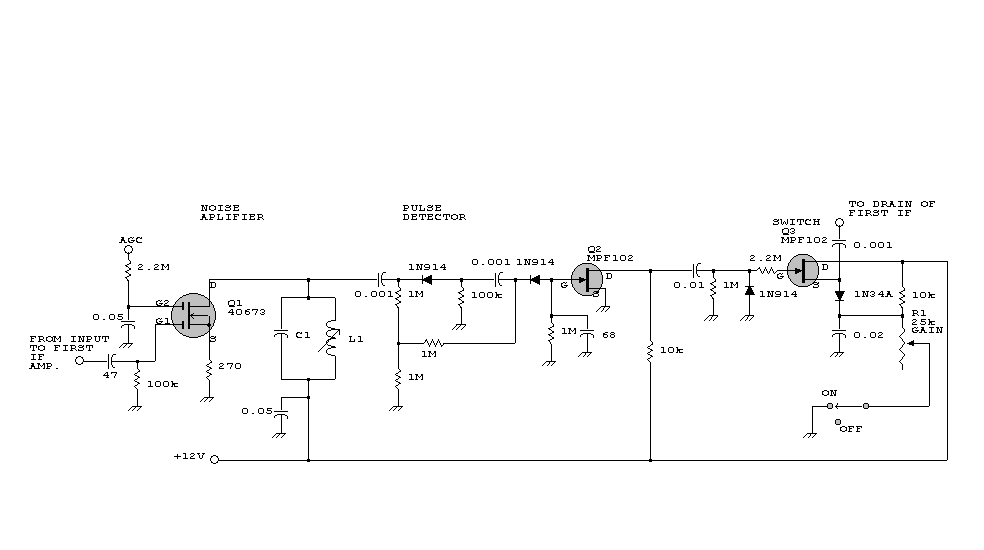 TO DRAIN OF
FIRST IF
NOISE
APLIFIER
PULSE
DETECTOR
SWITCH
Q3
MPF102
0.001
AGC
2.2M
Q2
MPF102
1N914
0.001
1N914
2.2M
D
G
S
D
G2
G1
S
0.05
Q1
40673
0.001
1M
100k
D
G
S
0.01
1M
1N914
1N34A
10k
R1
25k
GAIN
FROM INPUT
TO FIRST
IF
AMP.
47
100k
270
C1
L1
1M
1M
1M
68
10k
0.02
0.05
ON
OFF
+12V